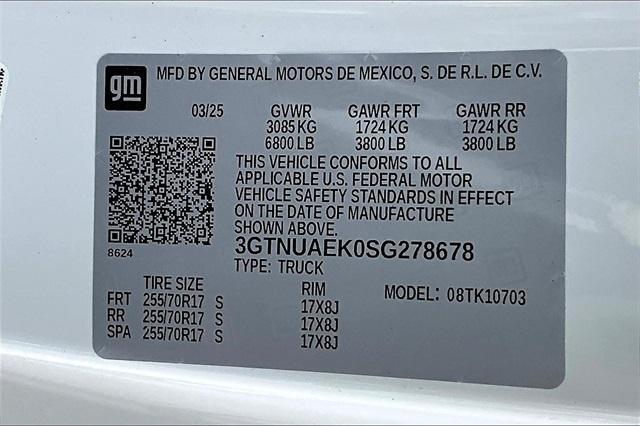 gm
MFD BY GENERAL MOTORS DE MEXICO, S. DE R.L. DE C.V.
03/25 GVWR GAWR FRT GAWR RR
3085 KG 1724 KG 1724 KG
6800 LB 3800 LB 3800 LB
THIS VEHICLE CONFORMS TO ALL
APPLICABLE U.S. FEDERAL MOTOR
VEHICLE SAFETY STANDARDS IN EFFECT
ON THE DATE OF MANUFACTURE
SHOWN ABOVE.
8624
3GTNUAEK0SG278678
TYPE: TRUCK
TIRE SIZE RIM MODEL: 08TK10703
FRT 255/70R17 S 17X8J
RR 255/70R17 S 17X8J
SPA 255/70R17 S 17X8J